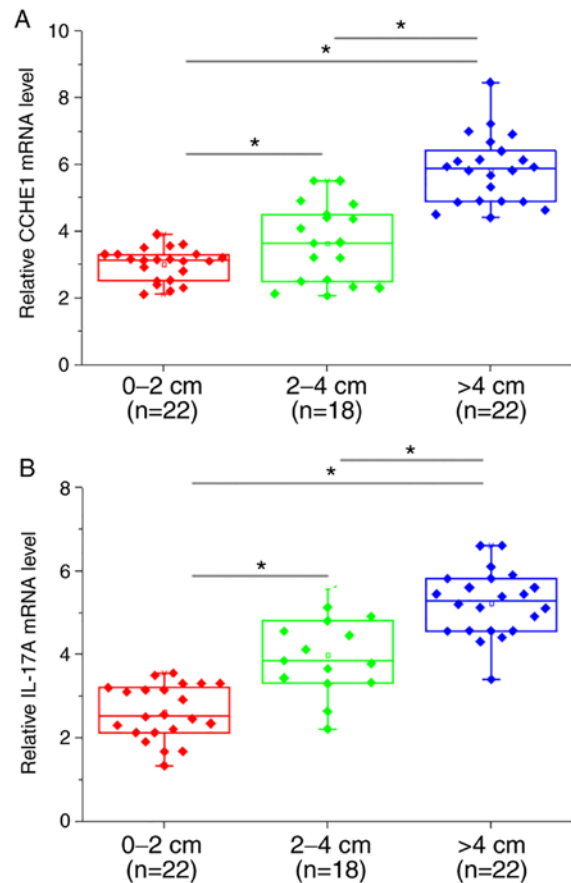 A
Relative CCHE1 mRNA level
10
8
6
4
2
0
*
*
*
0–2 cm
(n=22)
2–4 cm
(n=18)
>4 cm
(n=22)
B
Relative IL-17A mRNA level
8
6
4
2
0
*
*
*
0–2 cm
(n=22)
2–4 cm
(n=18)
>4 cm
(n=22)